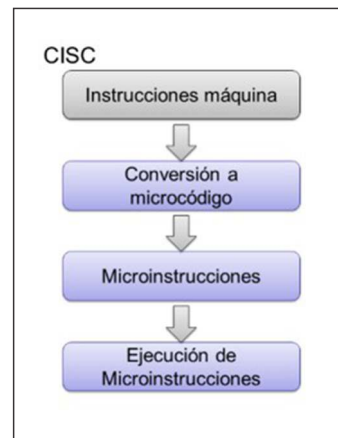 CISC
Instrucciones máquina
Conversión a
microcódigo
Microinstrucciones
Ejecución de
Microinstrucciones